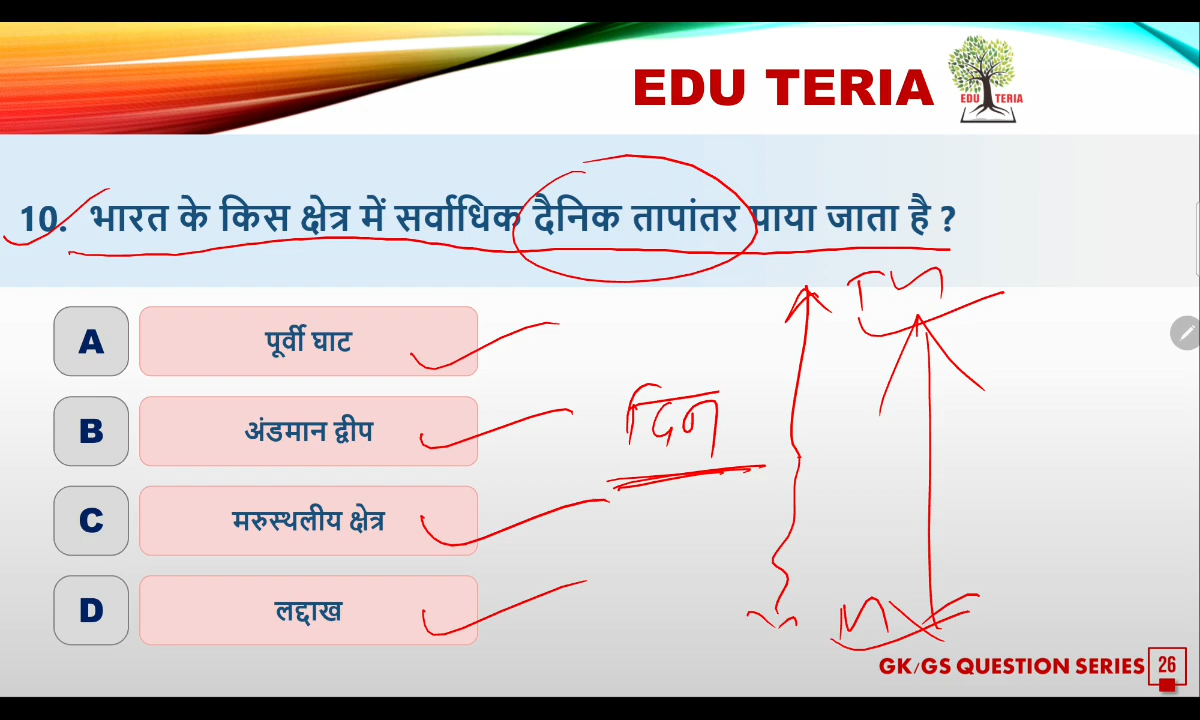 EDU TERIA
EDU TERIA
10. भारत के किस क्षेत्र में सर्वाधिक दैनिक तापांतर पाया जाता है ?
A पूर्वी घाट
B अंडमान द्वीप
दिन
C मरुस्थलीय क्षेत्र
D लद्दाख
GK/GS QUESTION SERIES 26